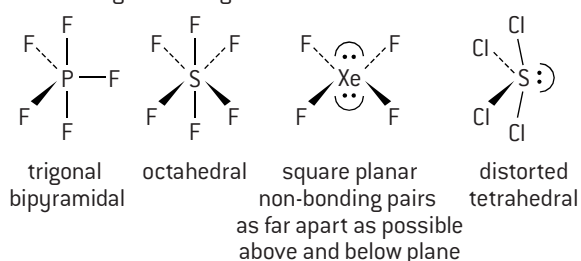 F F Cl
F F F F F Cl
P F S Xe S
F F F F F Cl
F F Cl
trigonal octahedral square planar distorted
bipyramidal non-bonding pairs tetrahedral
as far apart as possible
above and below plane